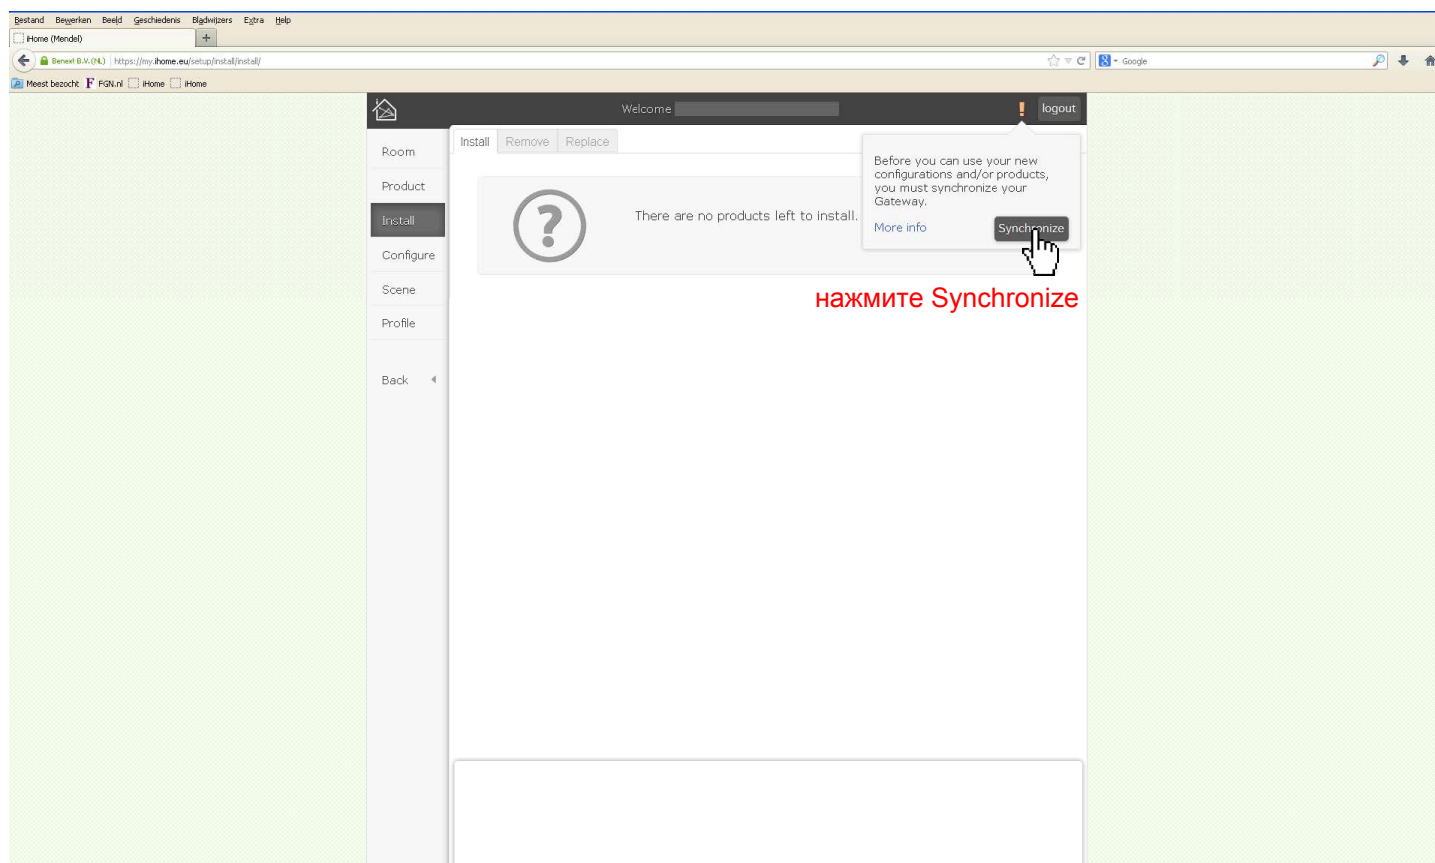 Bestand Bewerken Beeld Geschiedenis Bladwijzers Extra Help
iHome (Mendel) +
Benext B.V. (NL) https://my.ihome.eu/setup/install/install/ Google
Meest bezocht FGN.nl iHome iHome
Welcome ! logout
Install Remove Replace
Room
Product
Install
Configure
Scene
Profile
Back
There are no products left to install.
Before you can use your new
configurations and/or products,
you must synchronize your
Gateway.
More info Synchronize
нажмите Synchronize